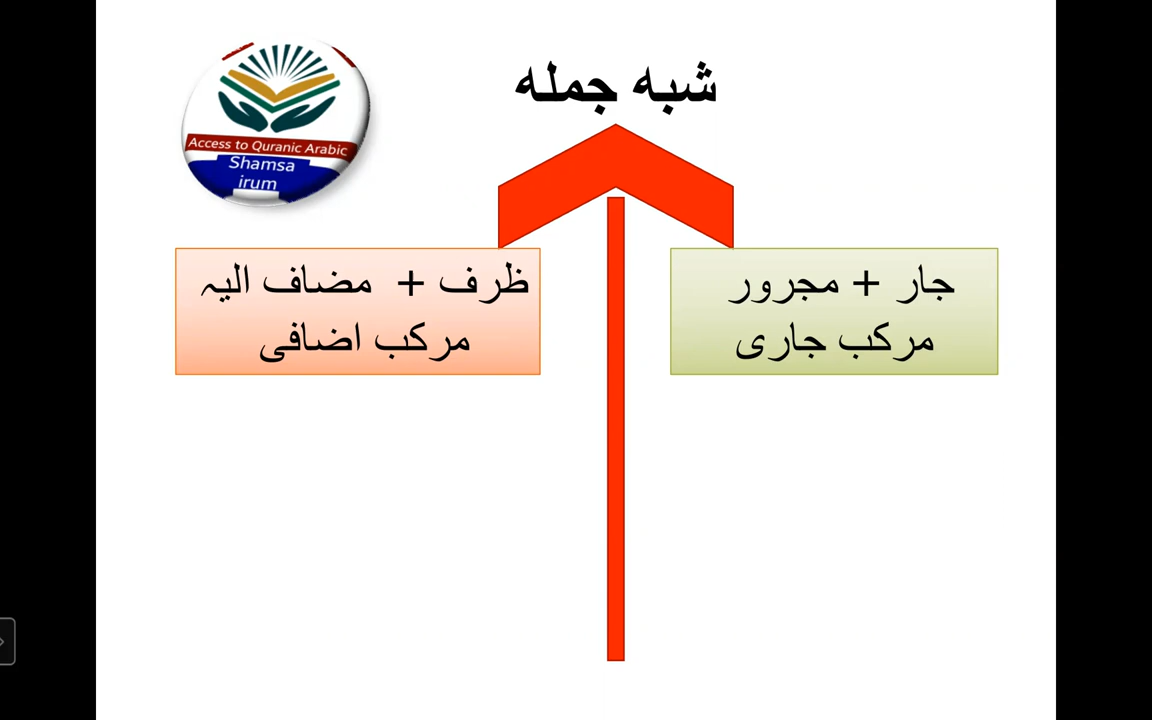 شبه جمله
Access to Quranic Arabic
Shamsa
irum
جار + مجرور
مرکب جاری
ظرف + مضاف الیہ
مرکب اضافی